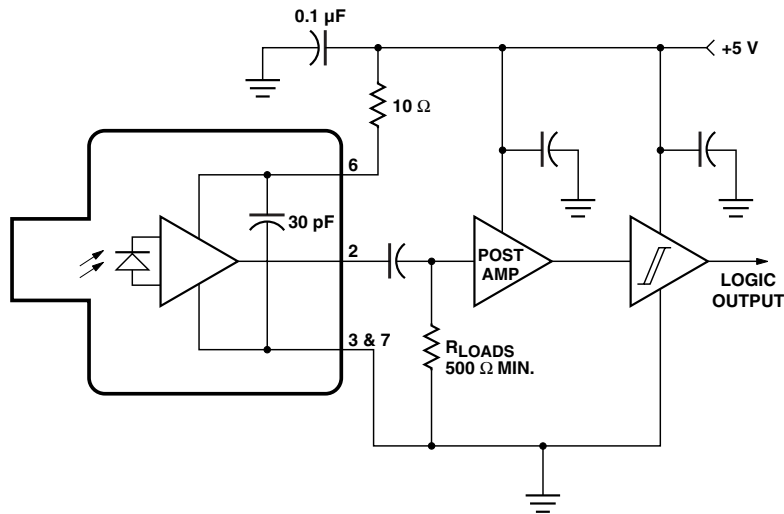 0.1 µF
+5 V
10 Ω
6
30 pF
2
POST
AMP
LOGIC
OUTPUT
3 & 7
RLOADS
500 Ω MIN.